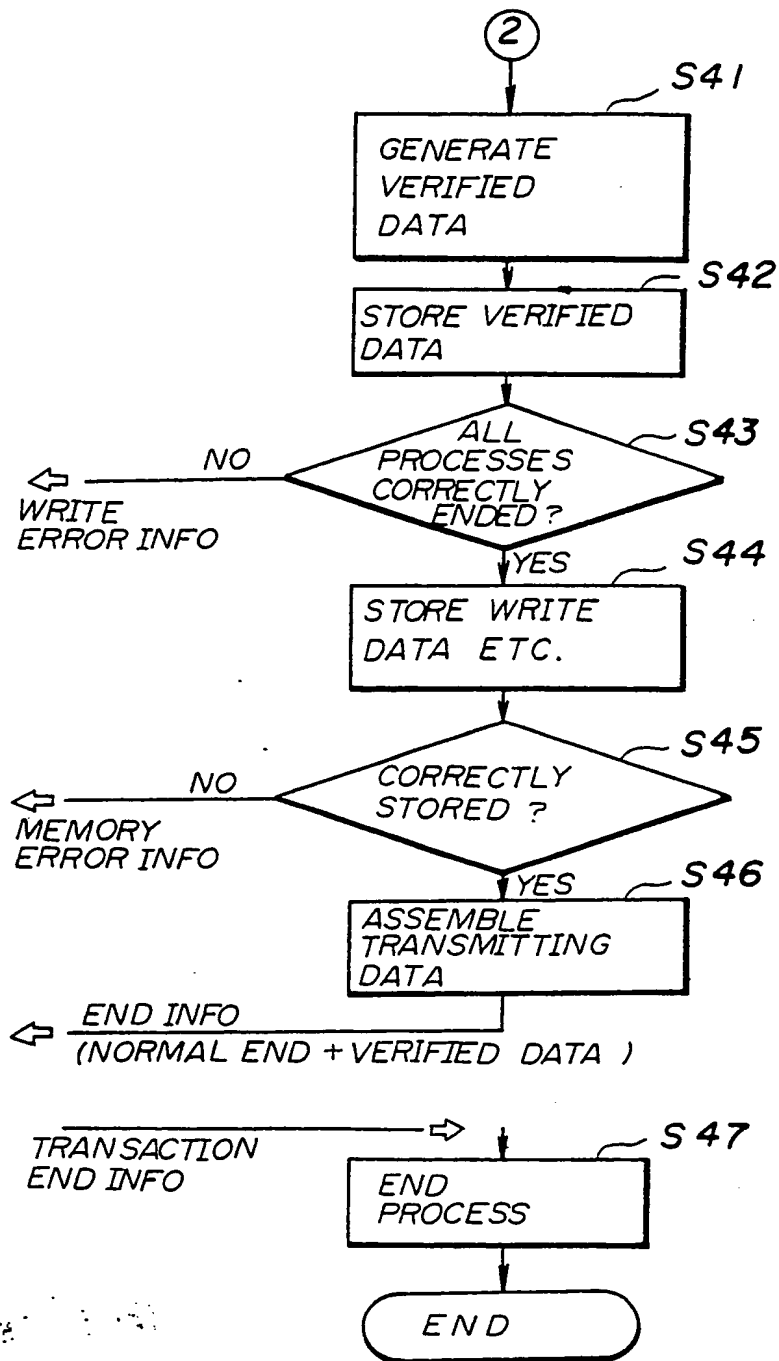 2
S41
GENERATE
VERIFIED
DATA
S42
STORE VERIFIED
DATA
S43
ALL
PROCESSES
CORRECTLY
ENDED?
NO
WRITE
ERROR INFO
YES
S44
STORE WRITE
DATA ETC.
S45
CORRECTLY
STORED ?
NO
MEMORY
ERROR INFO
YES
S46
ASSEMBLE
TRANSMITTING
DATA
END INFO
(NORMAL END + VERIFIED DATA )
TRANSACTION
END INFO
S47
END
PROCESS
END